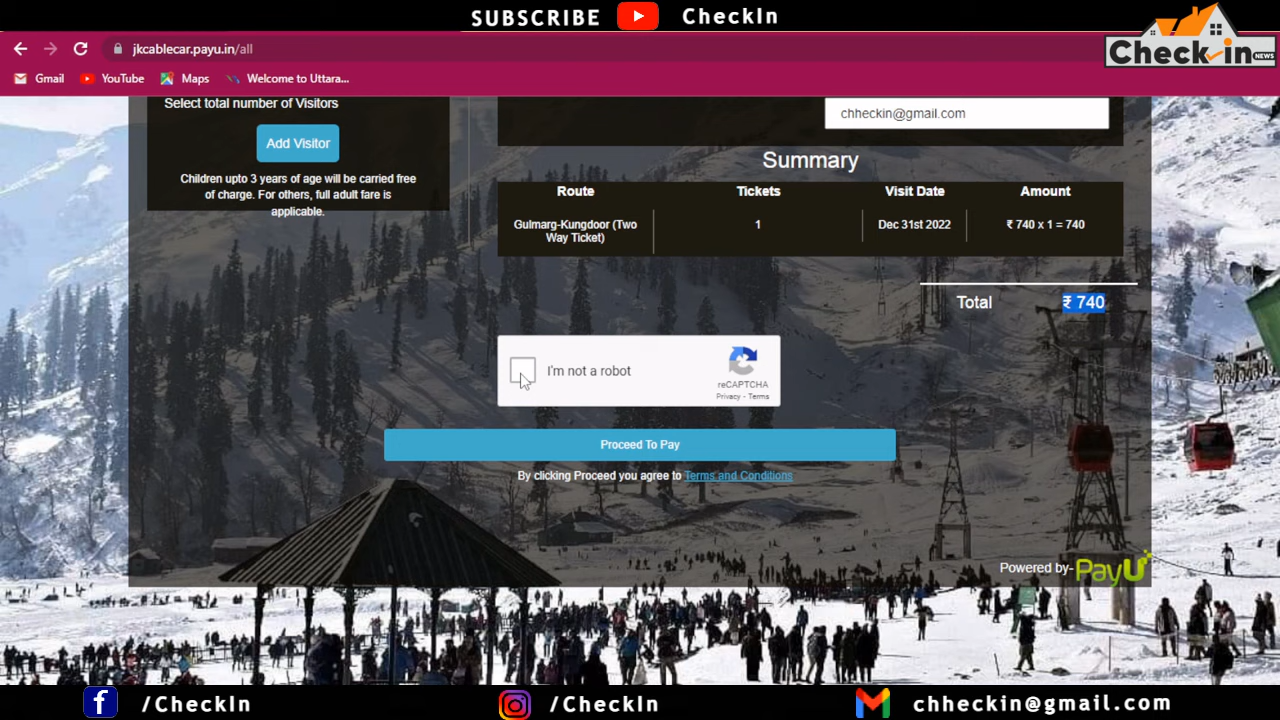 SUBSCRIBE CheckIn
jkcablecar.payu.in/all
Check in NEWS
Gmail YouTube Maps Welcome to Uttara...
Select total number of Visitors
Add Visitor
Children upto 3 years of age will be carried free
of charge. For others, full adult fare is
applicable.
chheckin@gmail.com
Summary
Route Tickets Visit Date Amount
Gulmarg-Kungdoor (Two
Way Ticket)
1
Dec 31st 2022
₹ 740 x 1 = 740
Total ₹ 740
I'm not a robot
reCAPTCHA
Privacy - Terms
Proceed To Pay
By clicking Proceed you agree to Terms and Conditions
Powered by- PayU
/CheckIn /CheckIn chheckin@gmail.com